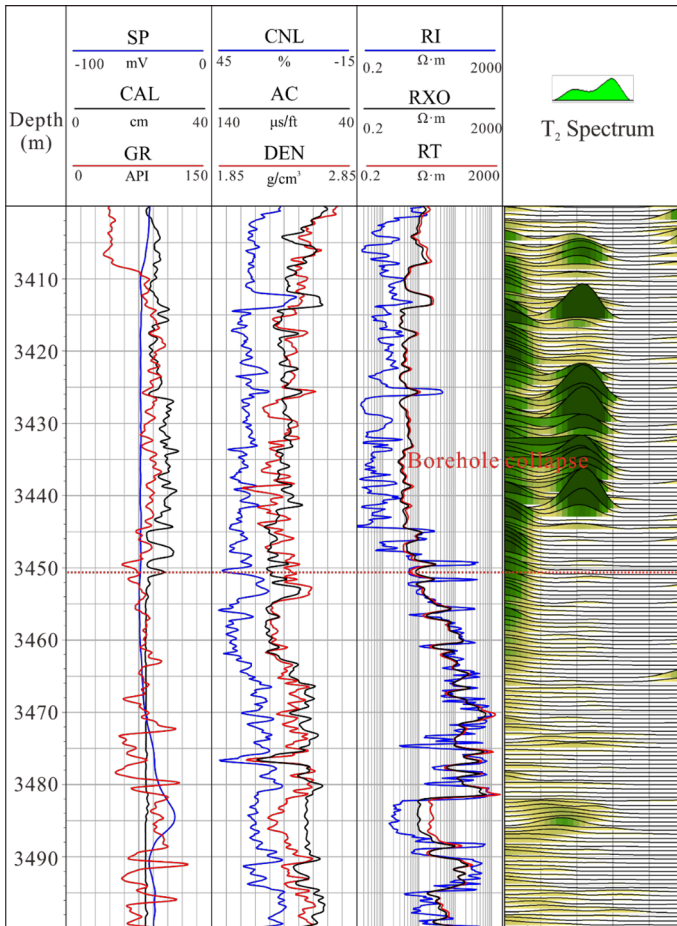 Depth
(m)
SP
-100 mV 0
CAL
0 cm 40
GR
0 API 150
CNL
45 % -15
AC
140 μs/ft 40
DEN
1.85 g/cm³ 2.85
RI
0.2 Ω·m 2000
RXO
0.2 Ω·m 2000
RT
0.2 Ω·m 2000
T₂ Spectrum
3410
3420
3430
Borehole collapse
3440
3450
3460
3470
3480
3490